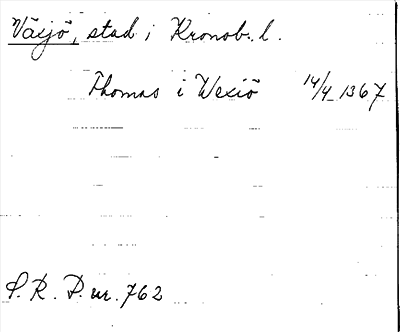 Växjö, stad i Kronob. l.
Thomas i Wexiö 14/4 1367
S. R. P. nr. 762